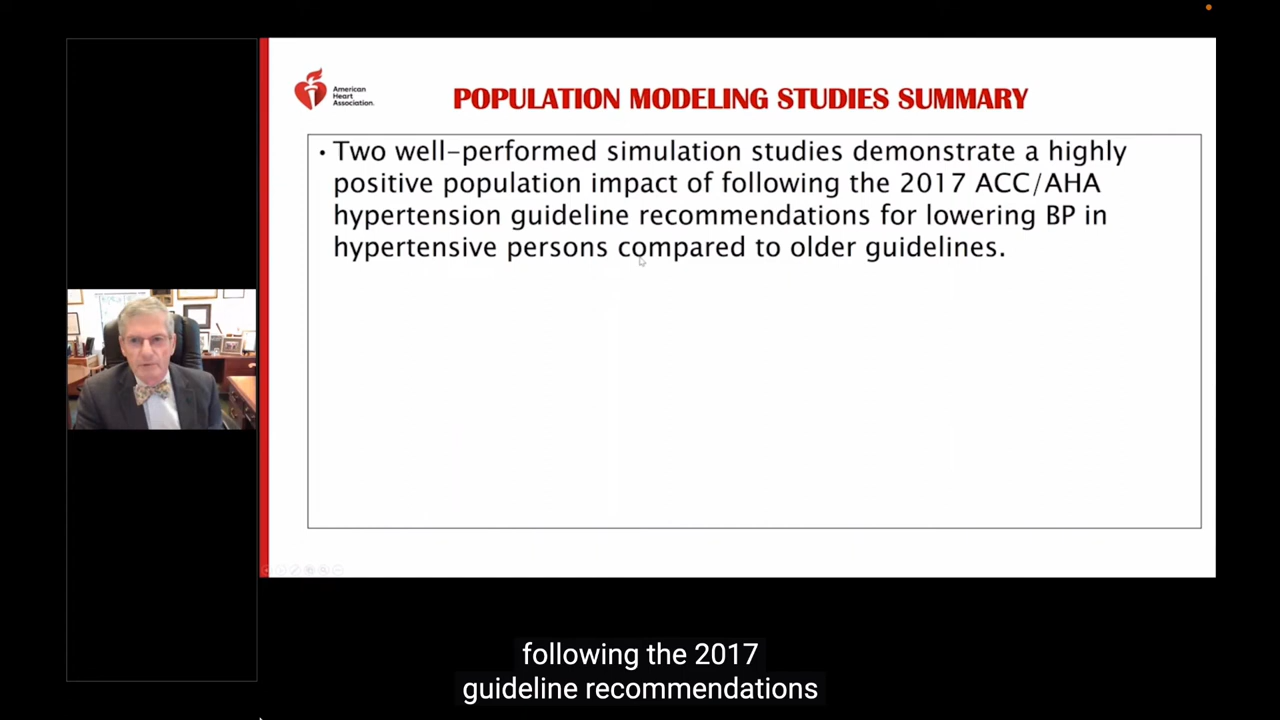 American
Heart
Association.
POPULATION MODELING STUDIES SUMMARY
• Two well-performed simulation studies demonstrate a highly
positive population impact of following the 2017 ACC/AHA
hypertension guideline recommendations for lowering BP in
hypertensive persons compared to older guidelines.
following the 2017
guideline recommendations